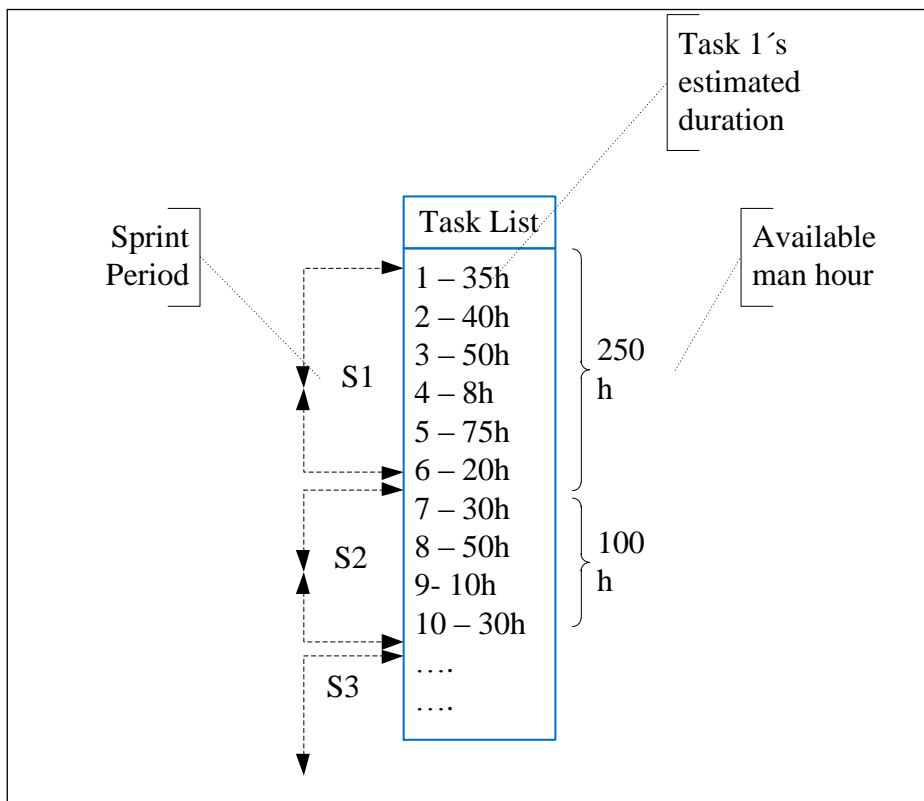 Task 1´s
estimated
duration
Sprint
Period
Task List
Available
man hour
1 – 35h
2 – 40h
3 – 50h
4 – 8h
5 – 75h
6 – 20h
S1
250
h
7 – 30h
8 – 50h
9- 10h
10 – 30h
S2
100
h
….
….
S3